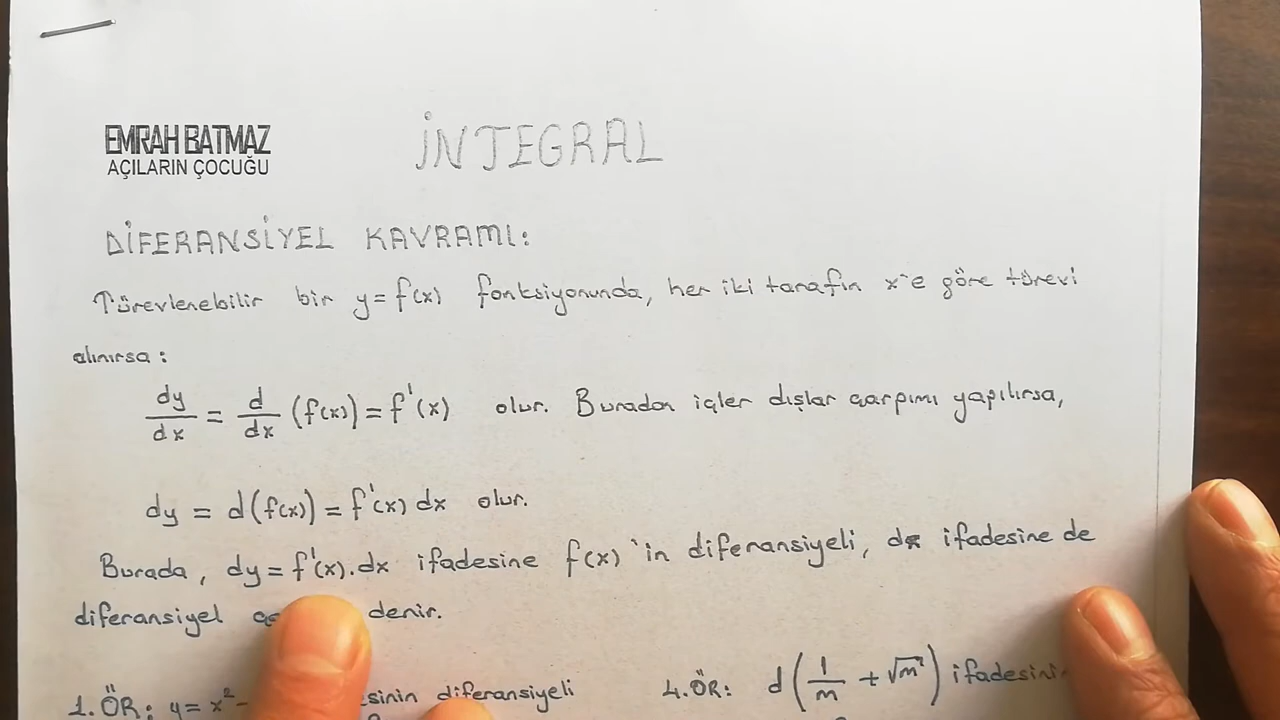 EMRAH BATMAZ
AÇILARIN ÇOCUĞU
İNTEGRAL
DİFERANSİYEL KAVRAMI:
Türevlenebilir bir y=f(x) fonksiyonunda, her iki tarafın x'e göre türevi
alınırsa:
dy/dx = d/dx (f(x)) = f'(x) olur. Buradan içler dışlar çarpımı yapılırsa,
dy = d(f(x)) = f'(x) dx olur.
Burada, dy = f'(x).dx ifadesine f(x)'in diferansiyeli, dx ifadesine de
diferansiyel denir.
1.ÖR: y = x²- sinin diferansiyeli
4.ÖR: d(1/m + √m) ifadesinin